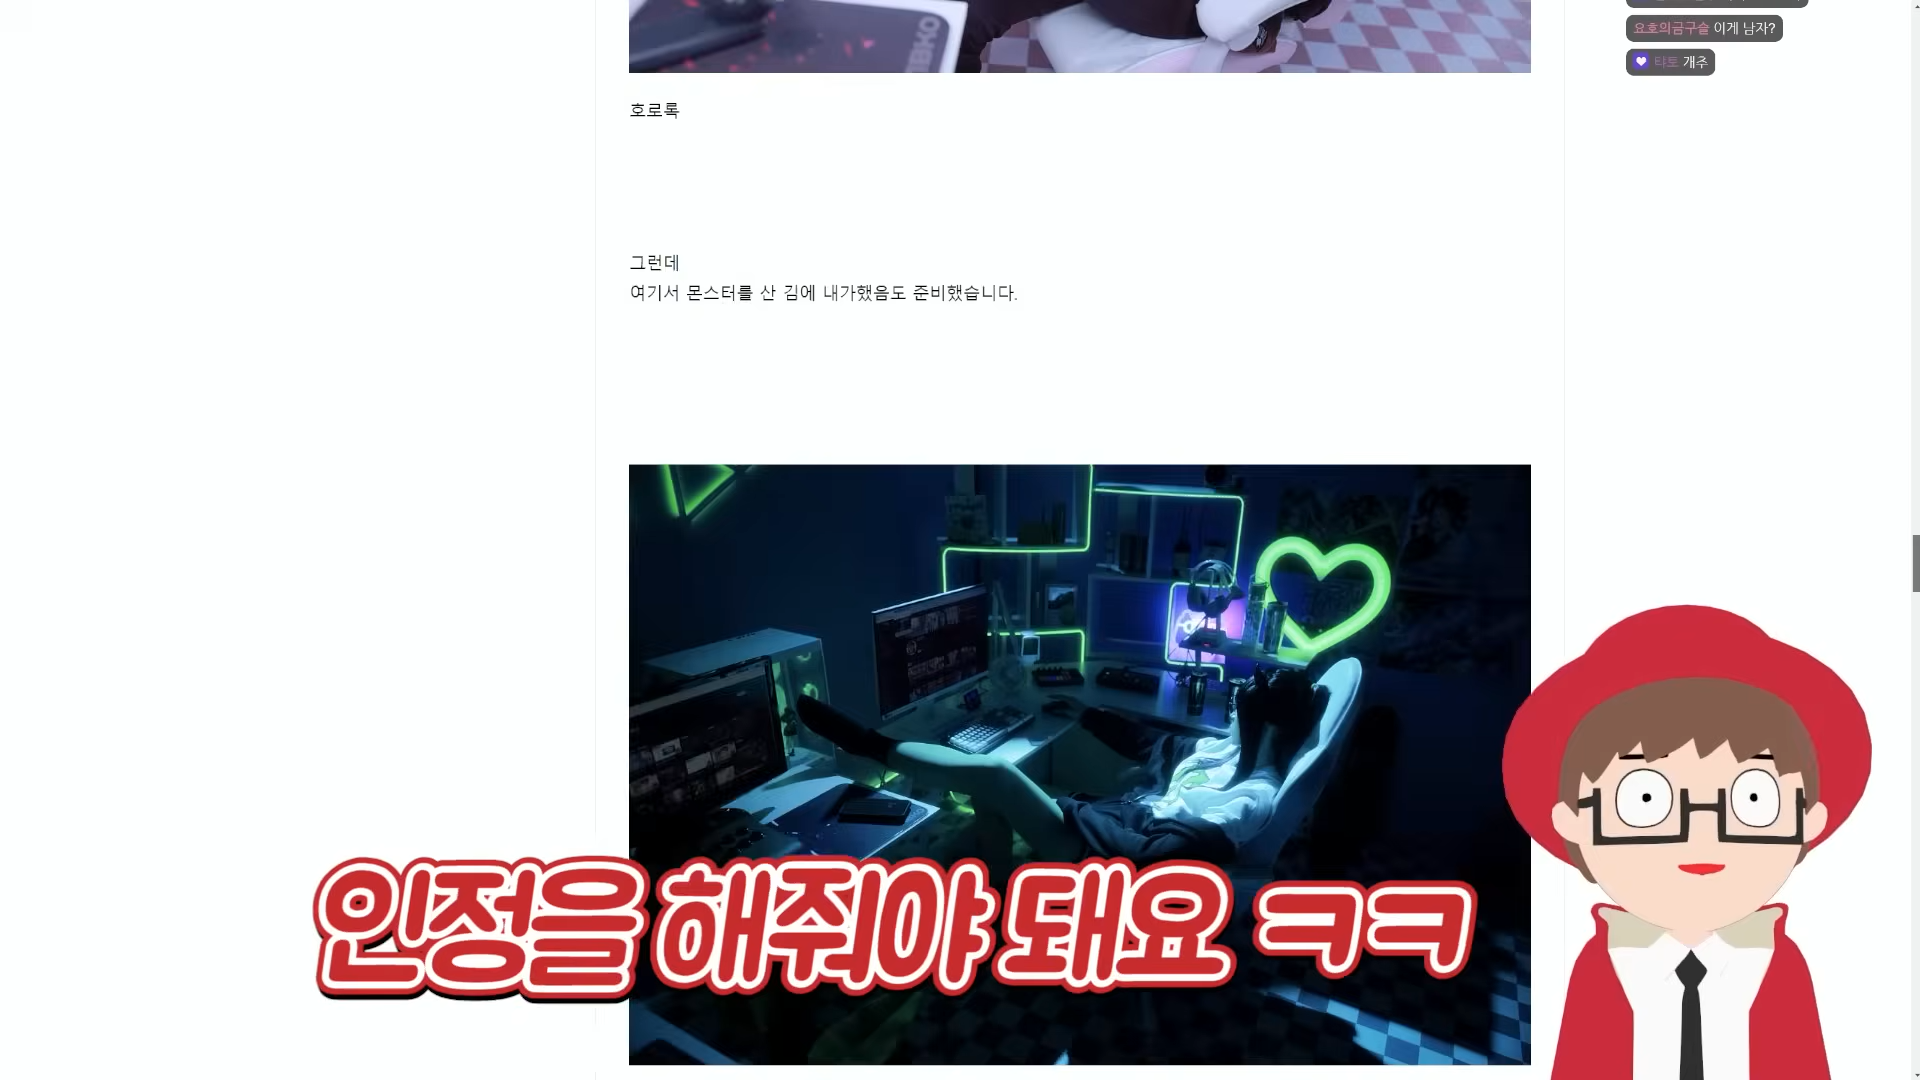 요호의금구슬 이게 남자?
타토 개추
호로록
그런데
여기서 몬스터를 산 김에 내가했음도 준비했습니다.
인정을 해줘야 돼요 ㅋㅋ